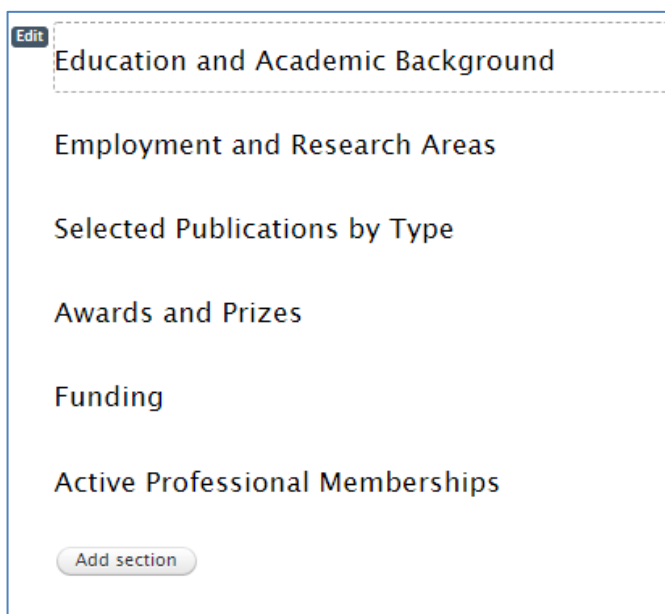 Edit
Education and Academic Background
Employment and Research Areas
Selected Publications by Type
Awards and Prizes
Funding
Active Professional Memberships
Add section